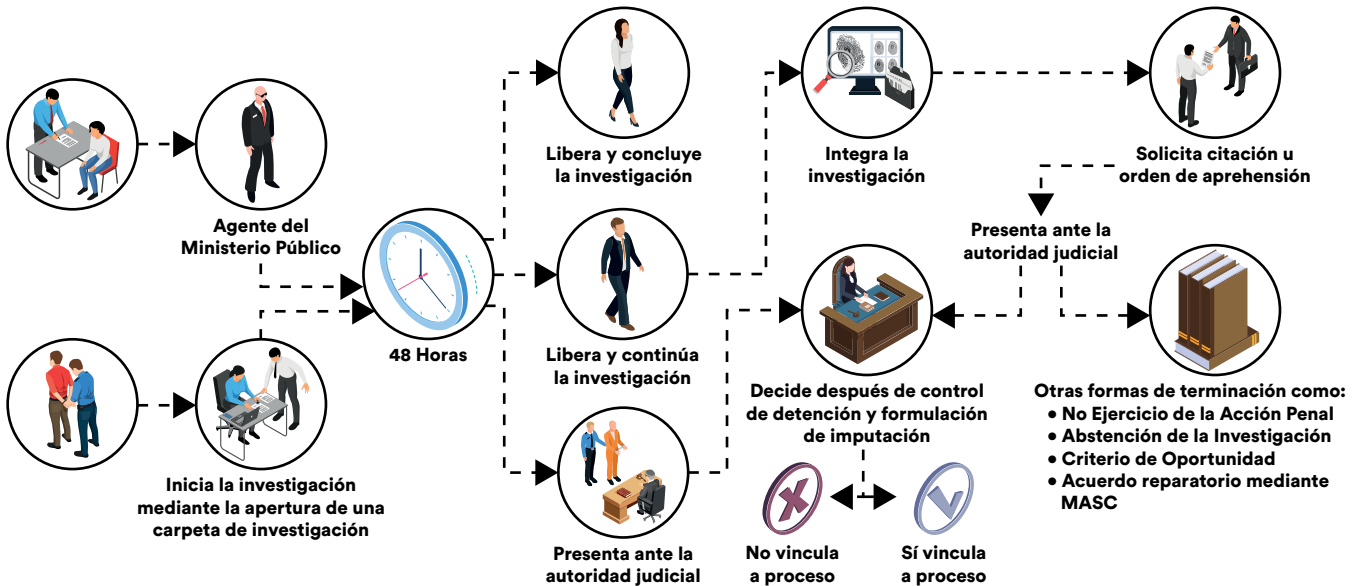 Agente del
Ministerio Público
Inicia la investigación
mediante la apertura de una
carpeta de investigación
48 Horas
Libera y concluye
la investigación
Libera y continúa
la investigación
Presenta ante la
autoridad judicial
Integra la
investigación
Solicita citación u
orden de aprehensión
Presenta ante la
autoridad judicial
Decide después de control
de detención y formulación
de imputación
No vincula
a proceso
Sí vincula
a proceso
Otras formas de terminación como:
• No Ejercicio de la Acción Penal
• Abstención de la Investigación
• Criterio de Oportunidad
• Acuerdo reparatorio mediante
MASC